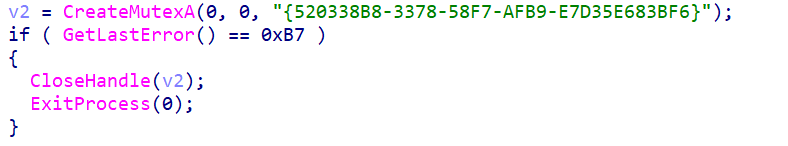 v2 = CreateMutexA(0, 0, "{520338B8-3378-58F7-AFB9-E7D35E683BF6}");
if ( GetLastError() == 0xB7 )
{
  CloseHandle(v2);
  ExitProcess(0);
}